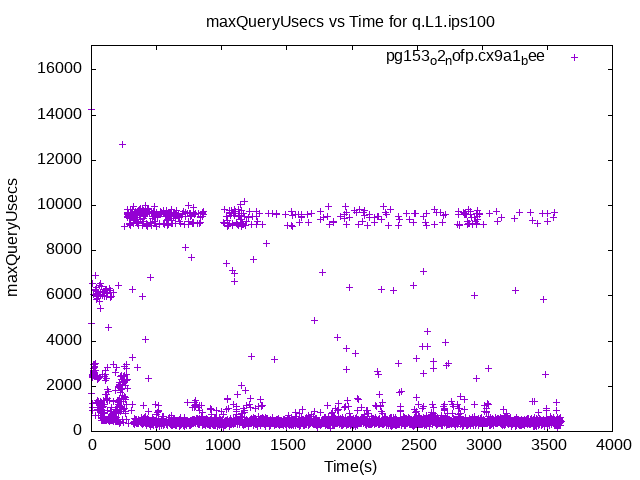 maxQueryUsecs vs Time for q.L1.ips100
pg153o2nofp.cx9a1bee
16000
14000
12000
10000
8000
6000
4000
2000
0
maxQueryUsecs
0 500 1000 1500 2000 2500 3000 3500 4000
Time(s)